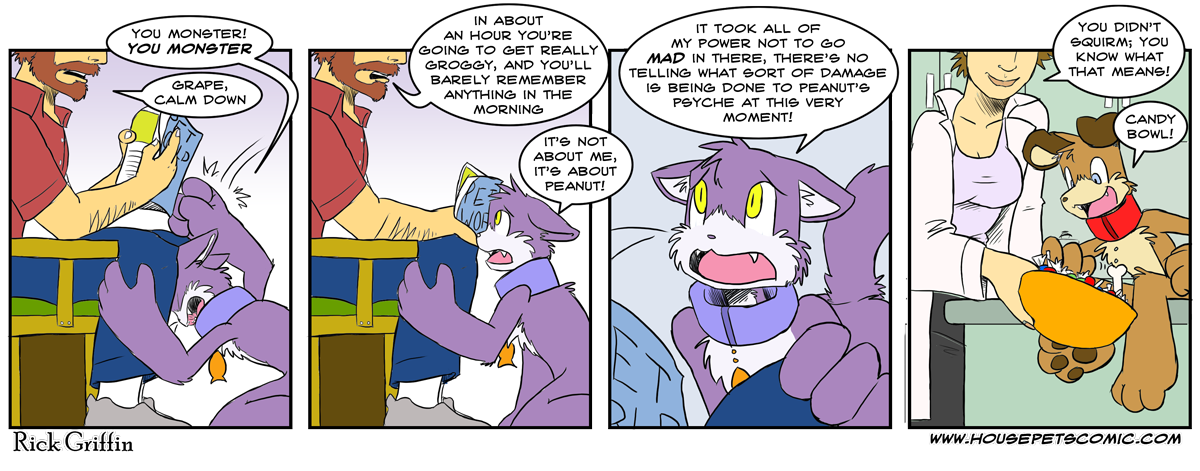 YOU MONSTER!
YOU MONSTER
GRAPE,
CALM DOWN
IN ABOUT
AN HOUR YOU'RE
GOING TO GET REALLY
GROGGY, AND YOU'LL
BARELY REMEMBER
ANYTHING IN THE
MORNING
IT'S NOT
ABOUT ME,
IT'S ABOUT
PEANUT!
IT TOOK ALL OF
MY POWER NOT TO GO
MAD IN THERE, THERE'S NO
TELLING WHAT SORT OF DAMAGE
IS BEING DONE TO PEANUT'S
PSYCHE AT THIS VERY
MOMENT!
YOU DIDN'T
SQUIRM; YOU
KNOW WHAT
THAT MEANS!
CANDY
BOWL!
Rick Griffin
WWW.HOUSEPETSCOMIC.COM